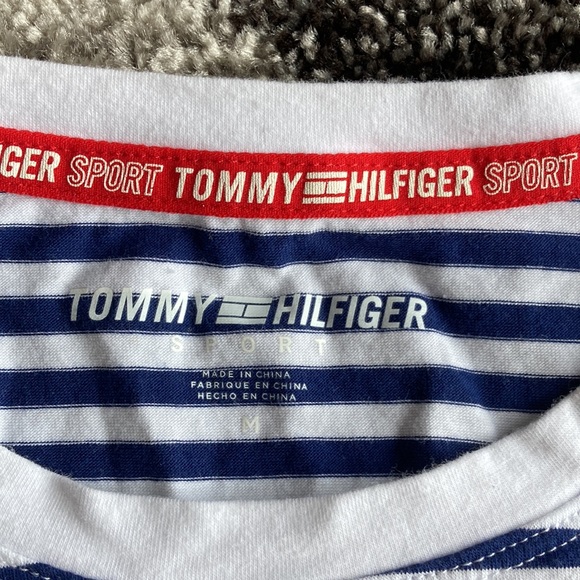 IGER SPORT TOMMY HILFIGER SPORT
TOMMY HILFIGER
SPORT
MADE IN CHINA
FABRIQUE EN CHINA
HECHO EN CHINA
M